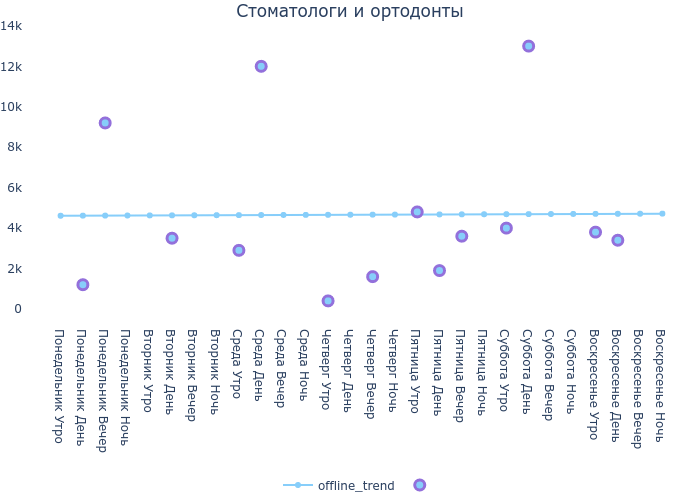 Стоматологи и ортодонты
14k
12k
10k
8k
6k
4k
2k
0
Понедельник Утро
Понедельник День
Понедельник Вечер
Понедельник Ночь
Вторник Утро
Вторник День
Вторник Вечер
Вторник Ночь
Среда Утро
Среда День
Среда Вечер
Среда Ночь
Четверг Утро
Четверг День
Четверг Вечер
Четверг Ночь
Пятница Утро
Пятница День
Пятница Вечер
Пятница Ночь
Суббота Утро
Суббота День
Суббота Вечер
Суббота Ночь
Воскресенье Утро
Воскресенье День
Воскресенье Вечер
Воскресенье Ночь
offline_trend